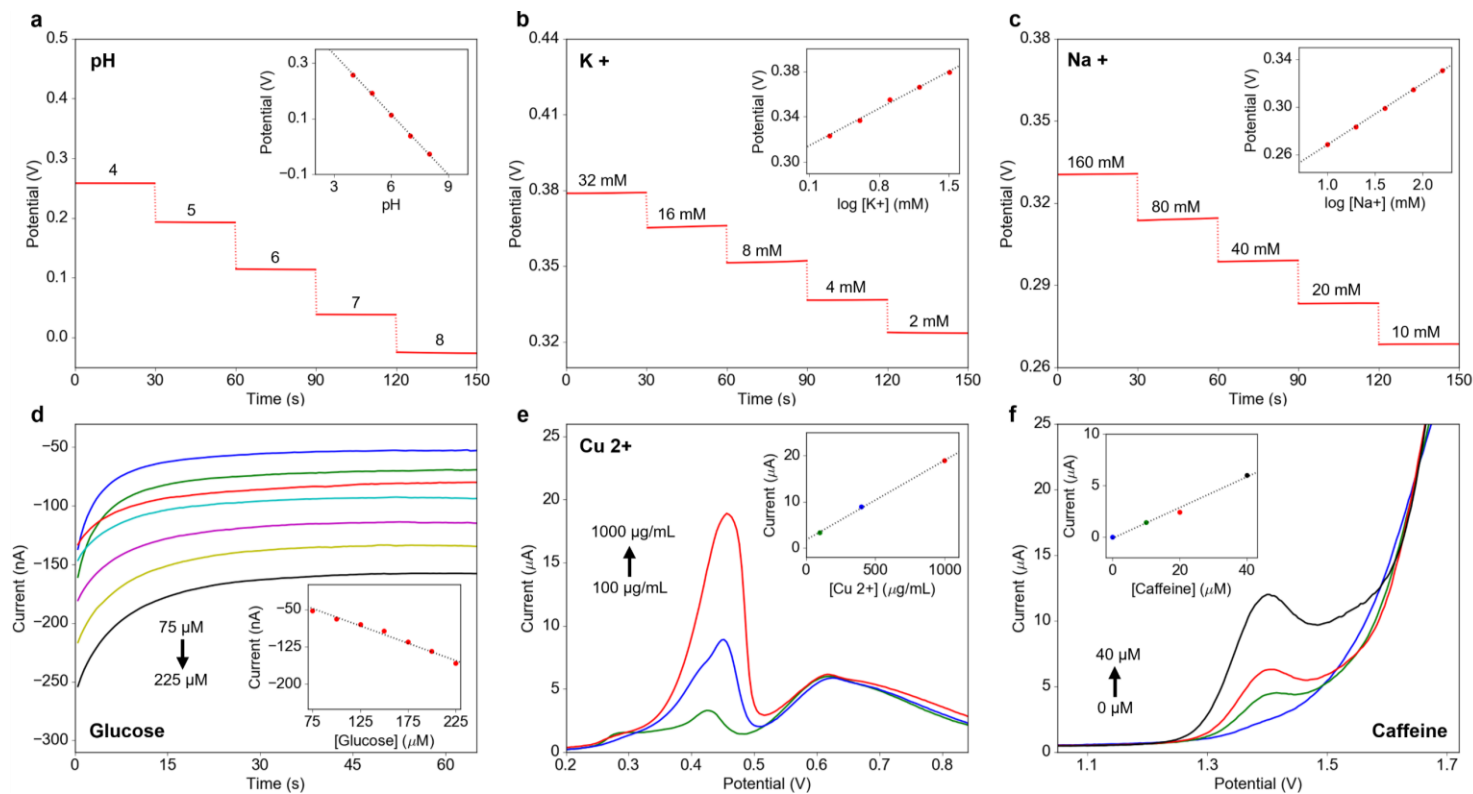 a
pH
Potential (V)
0.5
0.4
0.3
0.2
0.1
0.0
4
5
6
7
8
0
30
60
90
120
150
Time (s)
Potential (V)
0.3
0.1
−0.1
3
6
9
pH
b
K +
Potential (V)
0.44
0.41
0.38
0.35
0.32
32 mM
16 mM
8 mM
4 mM
2 mM
0
30
60
90
120
150
Time (s)
Potential (V)
0.38
0.34
0.30
0.1
0.8
1.5
log [K+] (mM)
c
Na +
Potential (V)
0.38
0.35
0.32
0.29
0.26
160 mM
80 mM
40 mM
20 mM
10 mM
0
30
60
90
120
150
Time (s)
Potential (V)
0.34
0.30
0.26
1.0
1.4
1.8
2.2
log [Na+] (mM)
d
Current (nA)
−50
−100
−150
−200
−250
−300
75 µM
225 µM
Glucose
0
15
30
45
60
Time (s)
Current (nA)
−50
−125
−200
75
125
175
225
[Glucose] (µM)
e
Cu 2+
Current (µA)
25
20
15
10
5
0
1000 µg/mL
100 µg/mL
0.2
0.3
0.4
0.5
0.6
0.7
0.8
Potential (V)
Current (µA)
20
10
0
0
500
1000
[Cu 2+] (µg/mL)
f
Current (µA)
25
20
15
10
5
0
40 µM
0 µM
Caffeine
1.1
1.3
1.5
1.7
Potential (V)
Current (µA)
10
5
0
0
20
40
[Caffeine] (µM)